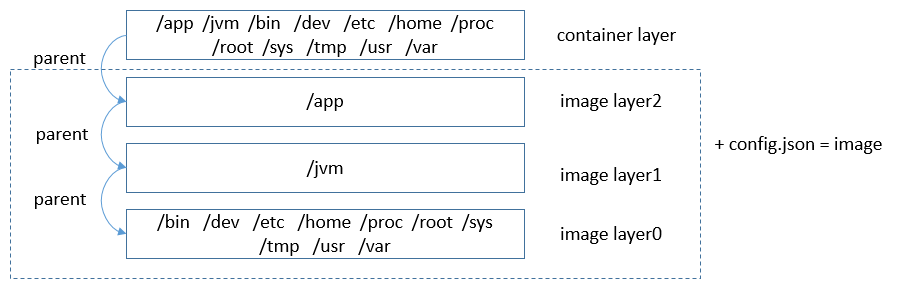 /app /jvm /bin /dev /etc /home /proc
/root /sys /tmp /usr /var
container layer
parent
/app
image layer2
parent
+ config.json = image
/jvm
image layer1
parent
/bin /dev /etc /home /proc /root /sys
/tmp /usr /var
image layer0